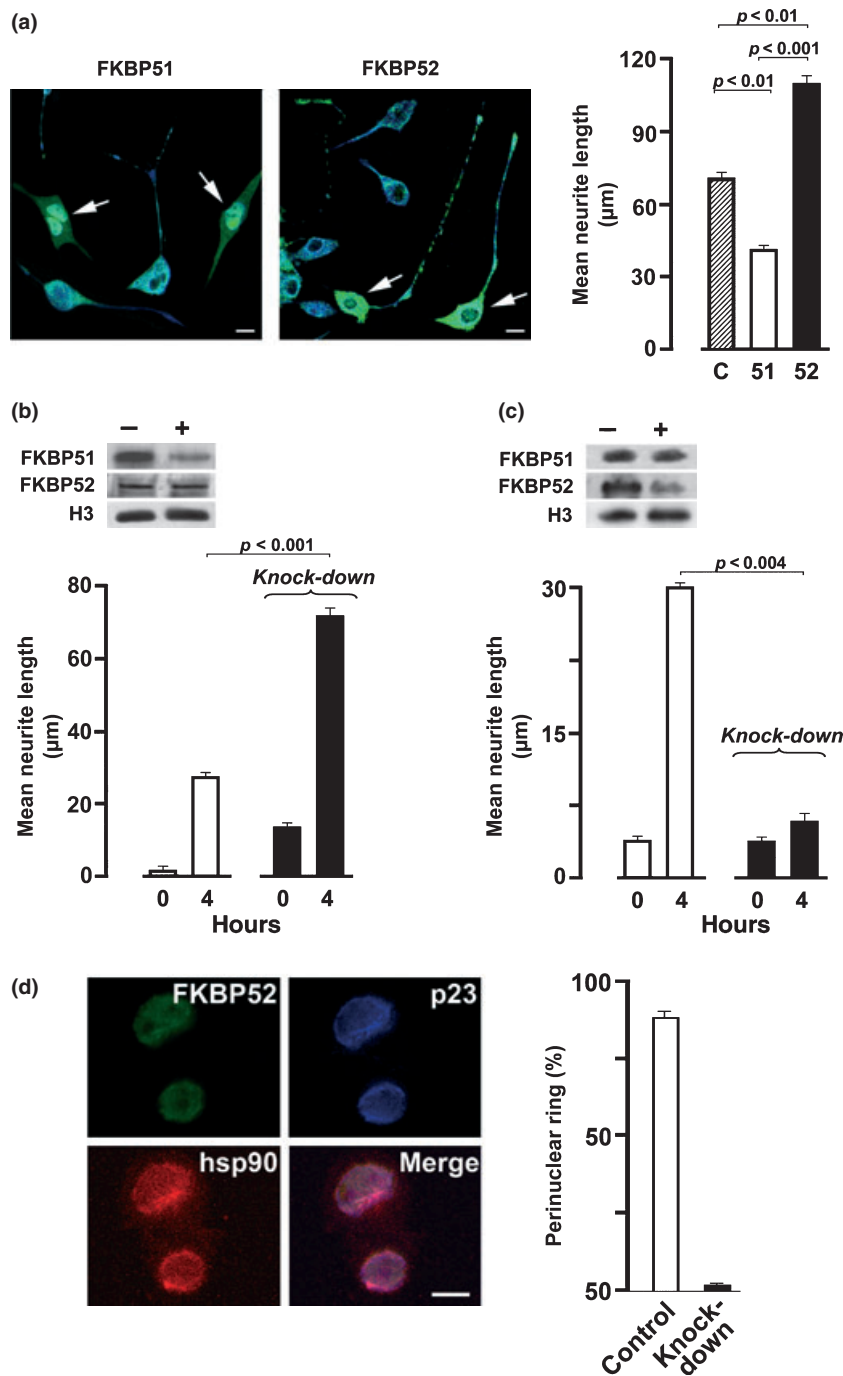 (a)
FKBP51
FKBP52
Mean neurite length
(µm)
120
90
60
30
0
p < 0.01
p < 0.001
p < 0.01
C 51 52
(b)
– +
FKBP51
FKBP52
H3
p < 0.001
Knock-down
Mean neurite length
(µm)
80
60
40
20
0
0 4 0 4
Hours
(c)
– +
FKBP51
FKBP52
H3
p < 0.004
Knock-down
Mean neurite length
(µm)
30
15
0
0 4 0 4
Hours
(d)
FKBP52
p23
hsp90
Merge
Perinuclear ring (%)
100
50
50
Control
Knock-
down